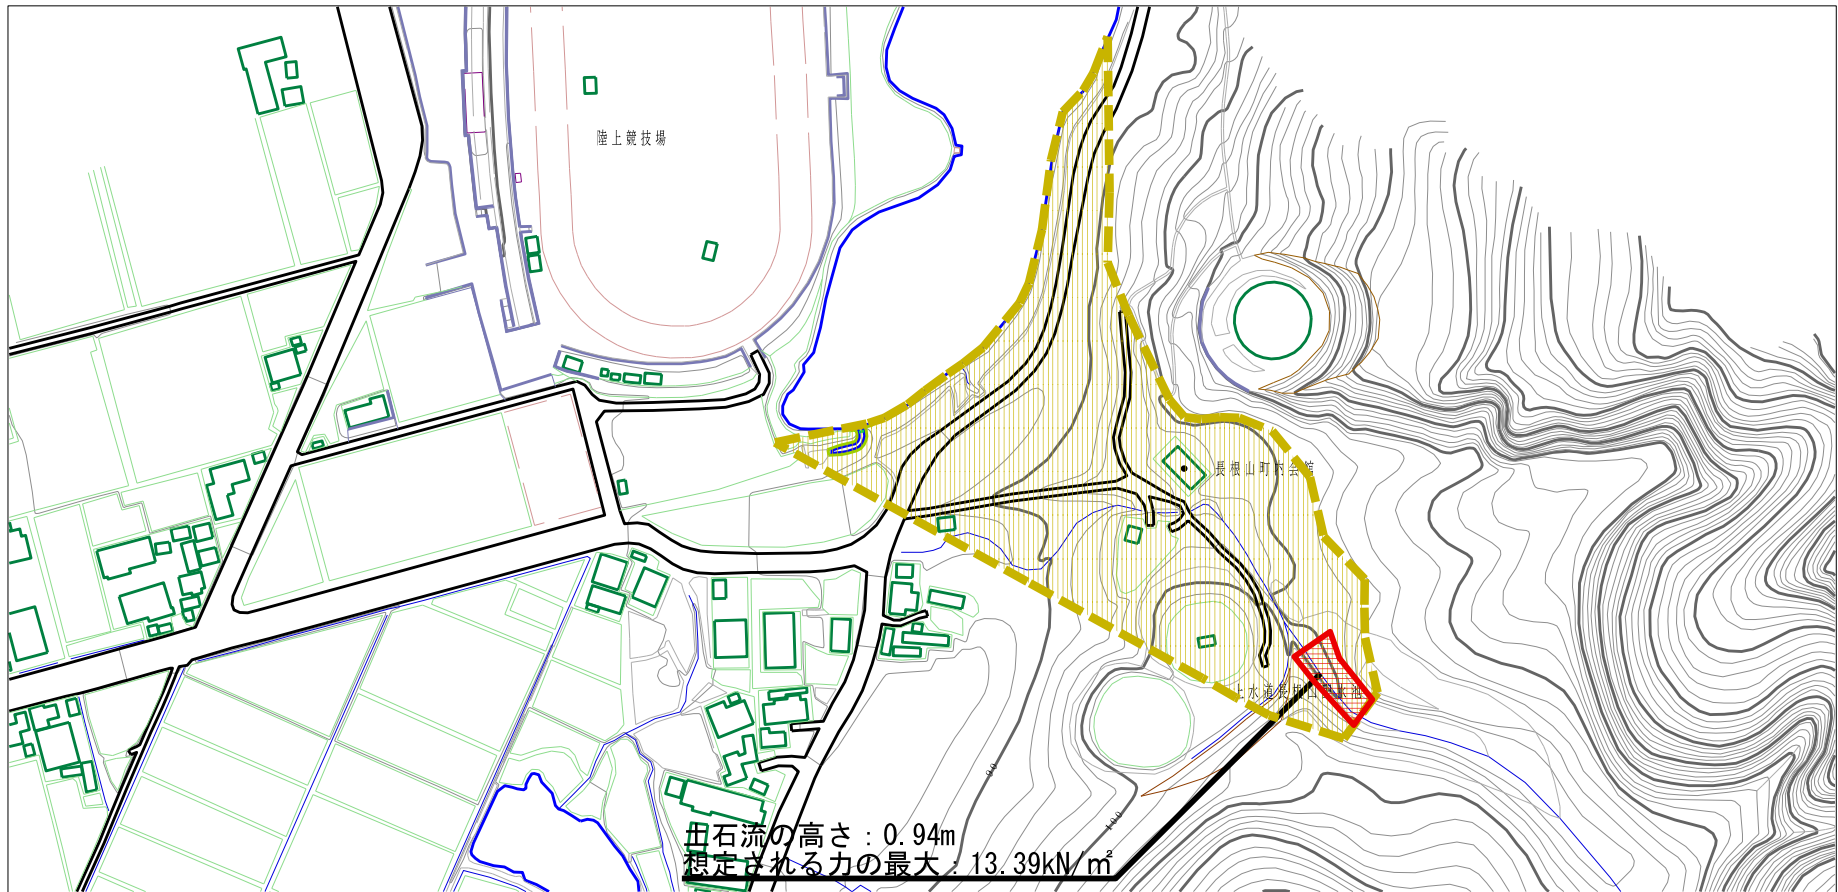 陸上競技場
長根山町内会館
上水道長根山配水池
90
100
土石流の高さ：0.94m
想定される力の最大：13.39kN/㎡